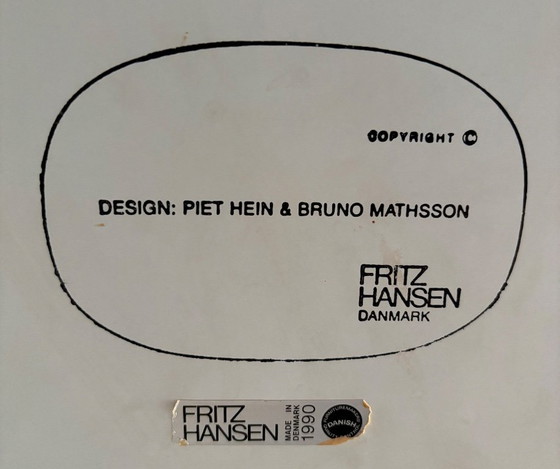 COPYRIGHT ©
DESIGN: PIET HEIN & BRUNO MATHSSON
FRITZ
HANSEN
DANMARK
FRITZ
HANSEN
MADE IN
DENMARK
1990
DANISH